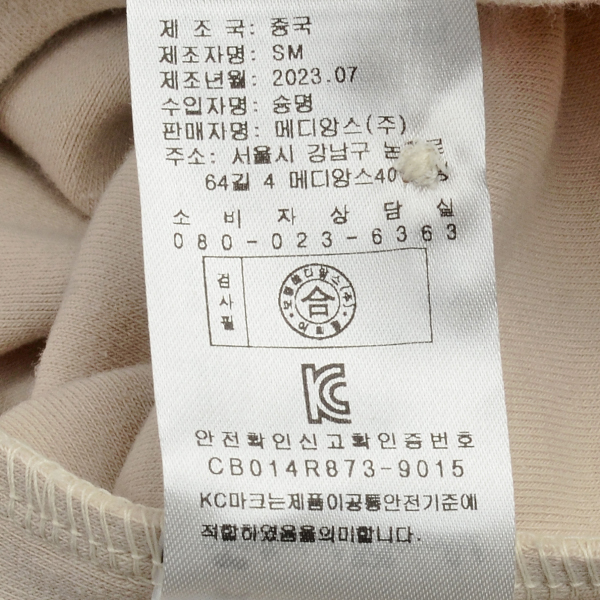 제 조 국: 중국
제조자명: SM
제조년월: 2023.07
수입자명: 숭명
판매자명: 메디앙스(주)
주소: 서울시 강남구
64길 4 메디앙스
소 비 자 상 담 실
080-023-6363
검사필
合
KC
안전확인신고확인증번호
CB014R873-9015
KC마크는제품이공통안전기준에
적합하였음을의미합니다.